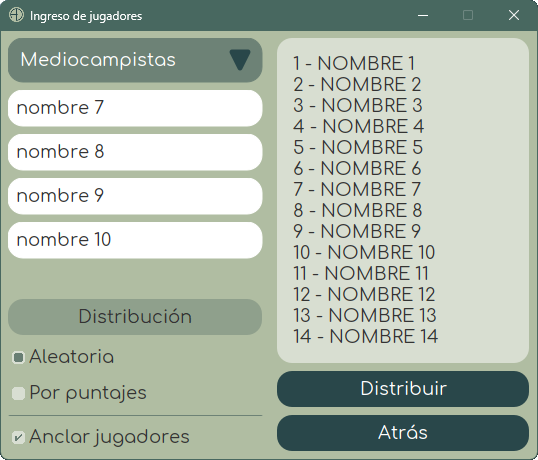 Ingreso de jugadores
Mediocampistas
nombre 7
nombre 8
nombre 9
nombre 10
Distribución
Aleatoria
Por puntajes
Anclar jugadores
1 - NOMBRE 1
2 - NOMBRE 2
3 - NOMBRE 3
4 - NOMBRE 4
5 - NOMBRE 5
6 - NOMBRE 6
7 - NOMBRE 7
8 - NOMBRE 8
9 - NOMBRE 9
10 - NOMBRE 10
11 - NOMBRE 11
12 - NOMBRE 12
13 - NOMBRE 13
14 - NOMBRE 14
Distribuir
Atrás